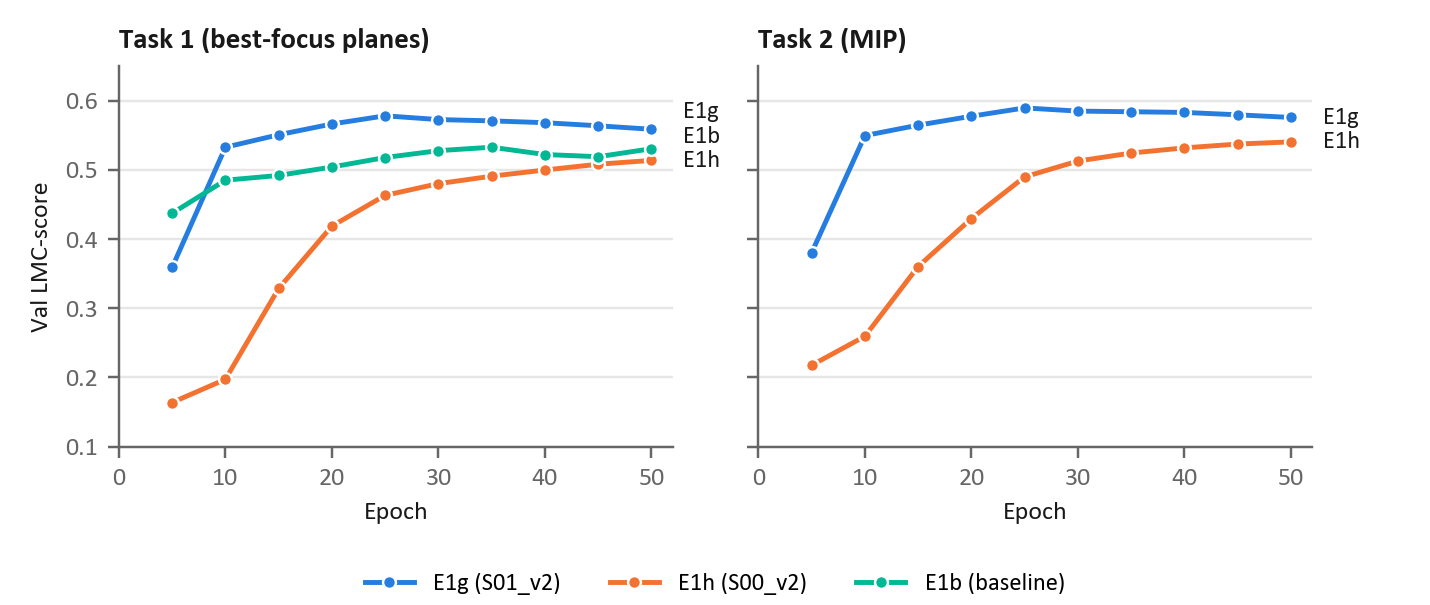 Task 1 (best-focus planes)
Task 2 (MIP)
Val LMC-score
0.6
0.5
0.4
0.3
0.2
0.1
E1g
E1b
E1h
E1g
E1h
0 10 20 30 40 50
0 10 20 30 40 50
Epoch
Epoch
E1g (S01_v2) E1h (S00_v2) E1b (baseline)